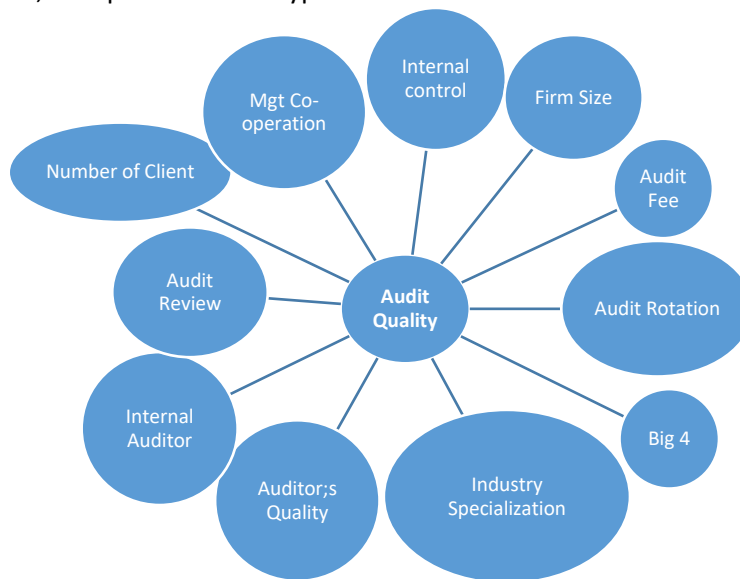 Mgt Co-
operation
Internal
control
Firm Size
Number of Client
Audit
Fee
Audit
Review
Audit
Quality
Audit Rotation
Internal
Auditor
Big 4
Auditor;s
Quality
Industry
Specialization